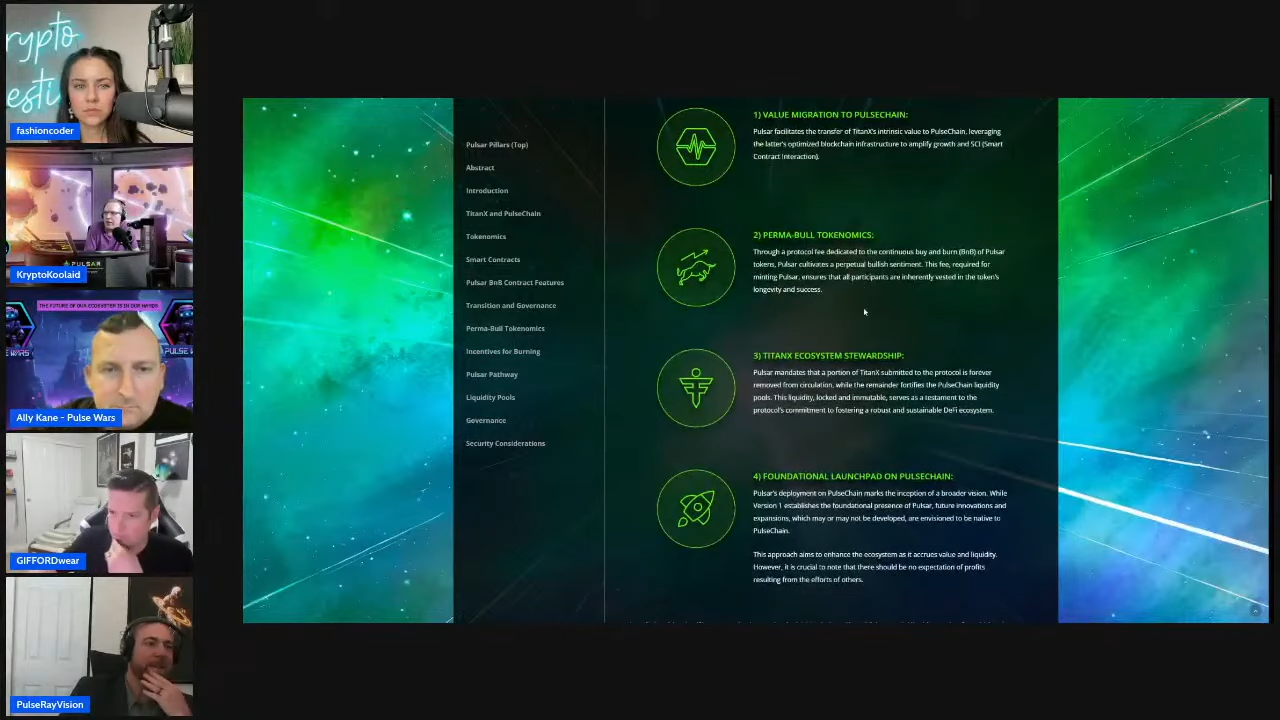 crypto
esti
fashioncoder
PULSAR
KryptoKoolaid
THE FUTURE OF OUR ECOSYSTEM IS IN OUR HANDS
E WARS
PULSE W
Ally Kane - Pulse Wars
GIFFORDwear
PulseRayVision
Pulsar Pillars (Top)
Abstract
Introduction
TitanX and PulseChain
Tokenomics
Smart Contracts
Pulsar BnB Contract Features
Transition and Governance
Perma-Bull Tokenomics
Incentives for Burning
Pulsar Pathway
Liquidity Pools
Governance
Security Considerations
1) VALUE MIGRATION TO PULSECHAIN:
Pulsar facilitates the transfer of TitanX's intrinsic value to PulseChain, leveraging
the latter's optimized blockchain infrastructure to amplify growth and SCI (Smart
Contract Interaction).
2) PERMA-BULL TOKENOMICS:
Through a protocol fee dedicated to the continuous buy and burn (BnB) of Pulsar
tokens, Pulsar cultivates a perpetual bullish sentiment. This fee, required for
minting Pulsar, ensures that all participants are inherently vested in the token's
longevity and success.
3) TITANX ECOSYSTEM STEWARDSHIP:
Pulsar mandates that a portion of TitanX submitted to the protocol is forever
removed from circulation, while the remainder fortifies the PulseChain liquidity
pools. This liquidity, locked and immutable, serves as a testament to the
protocol's commitment to fostering a robust and sustainable DeFi ecosystem.
4) FOUNDATIONAL LAUNCHPAD ON PULSECHAIN:
Pulsar's deployment on PulseChain marks the inception of a broader vision. While
Version 1 establishes the foundational presence of Pulsar, future innovations and
expansions, which may or may not be developed, are envisioned to be native to
PulseChain.
This approach aims to enhance the ecosystem as it accrues value and liquidity.
However, it is crucial to note that there should be no expectation of profits
resulting from the efforts of others.